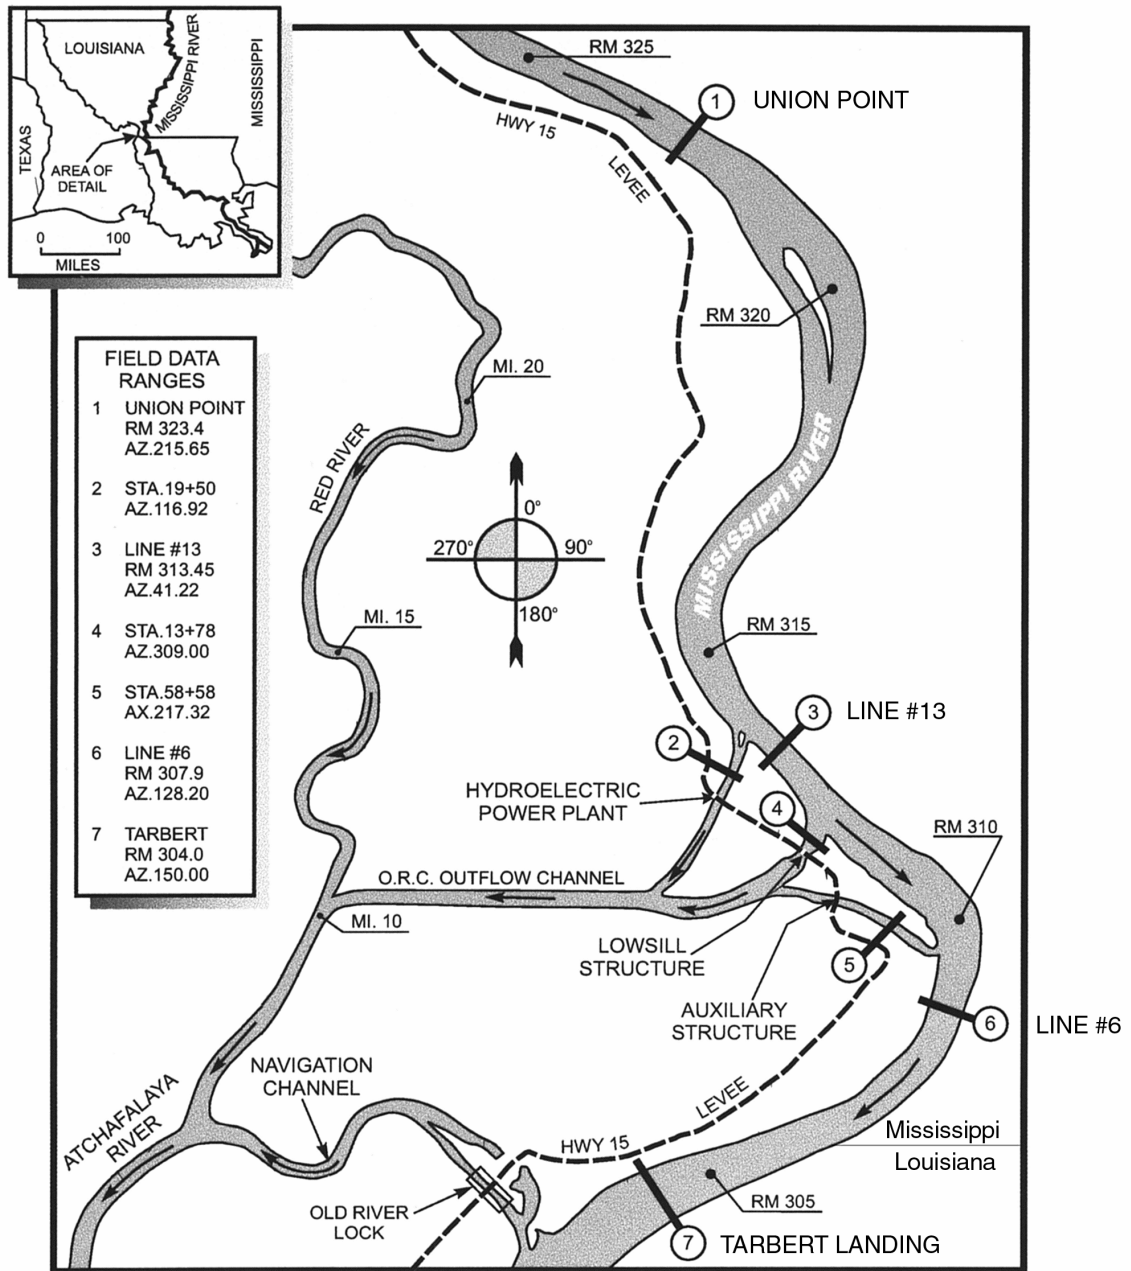 LOUISIANA
MISSISSIPPI RIVER
MISSISSIPPI
TEXAS
AREA OF
DETAIL
0 100
MILES
RM 325
1 UNION POINT
HWY 15
LEVEE
RM 320
MISSISSIPPI RIVER
FIELD DATA
RANGES
1 UNION POINT
RM 323.4
AZ.215.65
2 STA.19+50
AZ.116.92
3 LINE #13
RM 313.45
AZ.41.22
4 STA.13+78
AZ.309.00
5 STA.58+58
AX.217.32
6 LINE #6
RM 307.9
AZ.128.20
7 TARBERT
RM 304.0
AZ.150.00
MI. 20
RED RIVER
0°
270° 90°
180°
MI. 15
RM 315
3 LINE #13
2
HYDROELECTRIC
POWER PLANT
4
RM 310
O.R.C. OUTFLOW CHANNEL
MI. 10
LOWSILL
STRUCTURE
5
AUXILIARY
STRUCTURE
6 LINE #6
NAVIGATION
CHANNEL
ATCHAFALAYA
RIVER
LEVEE
HWY 15
Mississippi
Louisiana
OLD RIVER
LOCK
RM 305
7 TARBERT LANDING